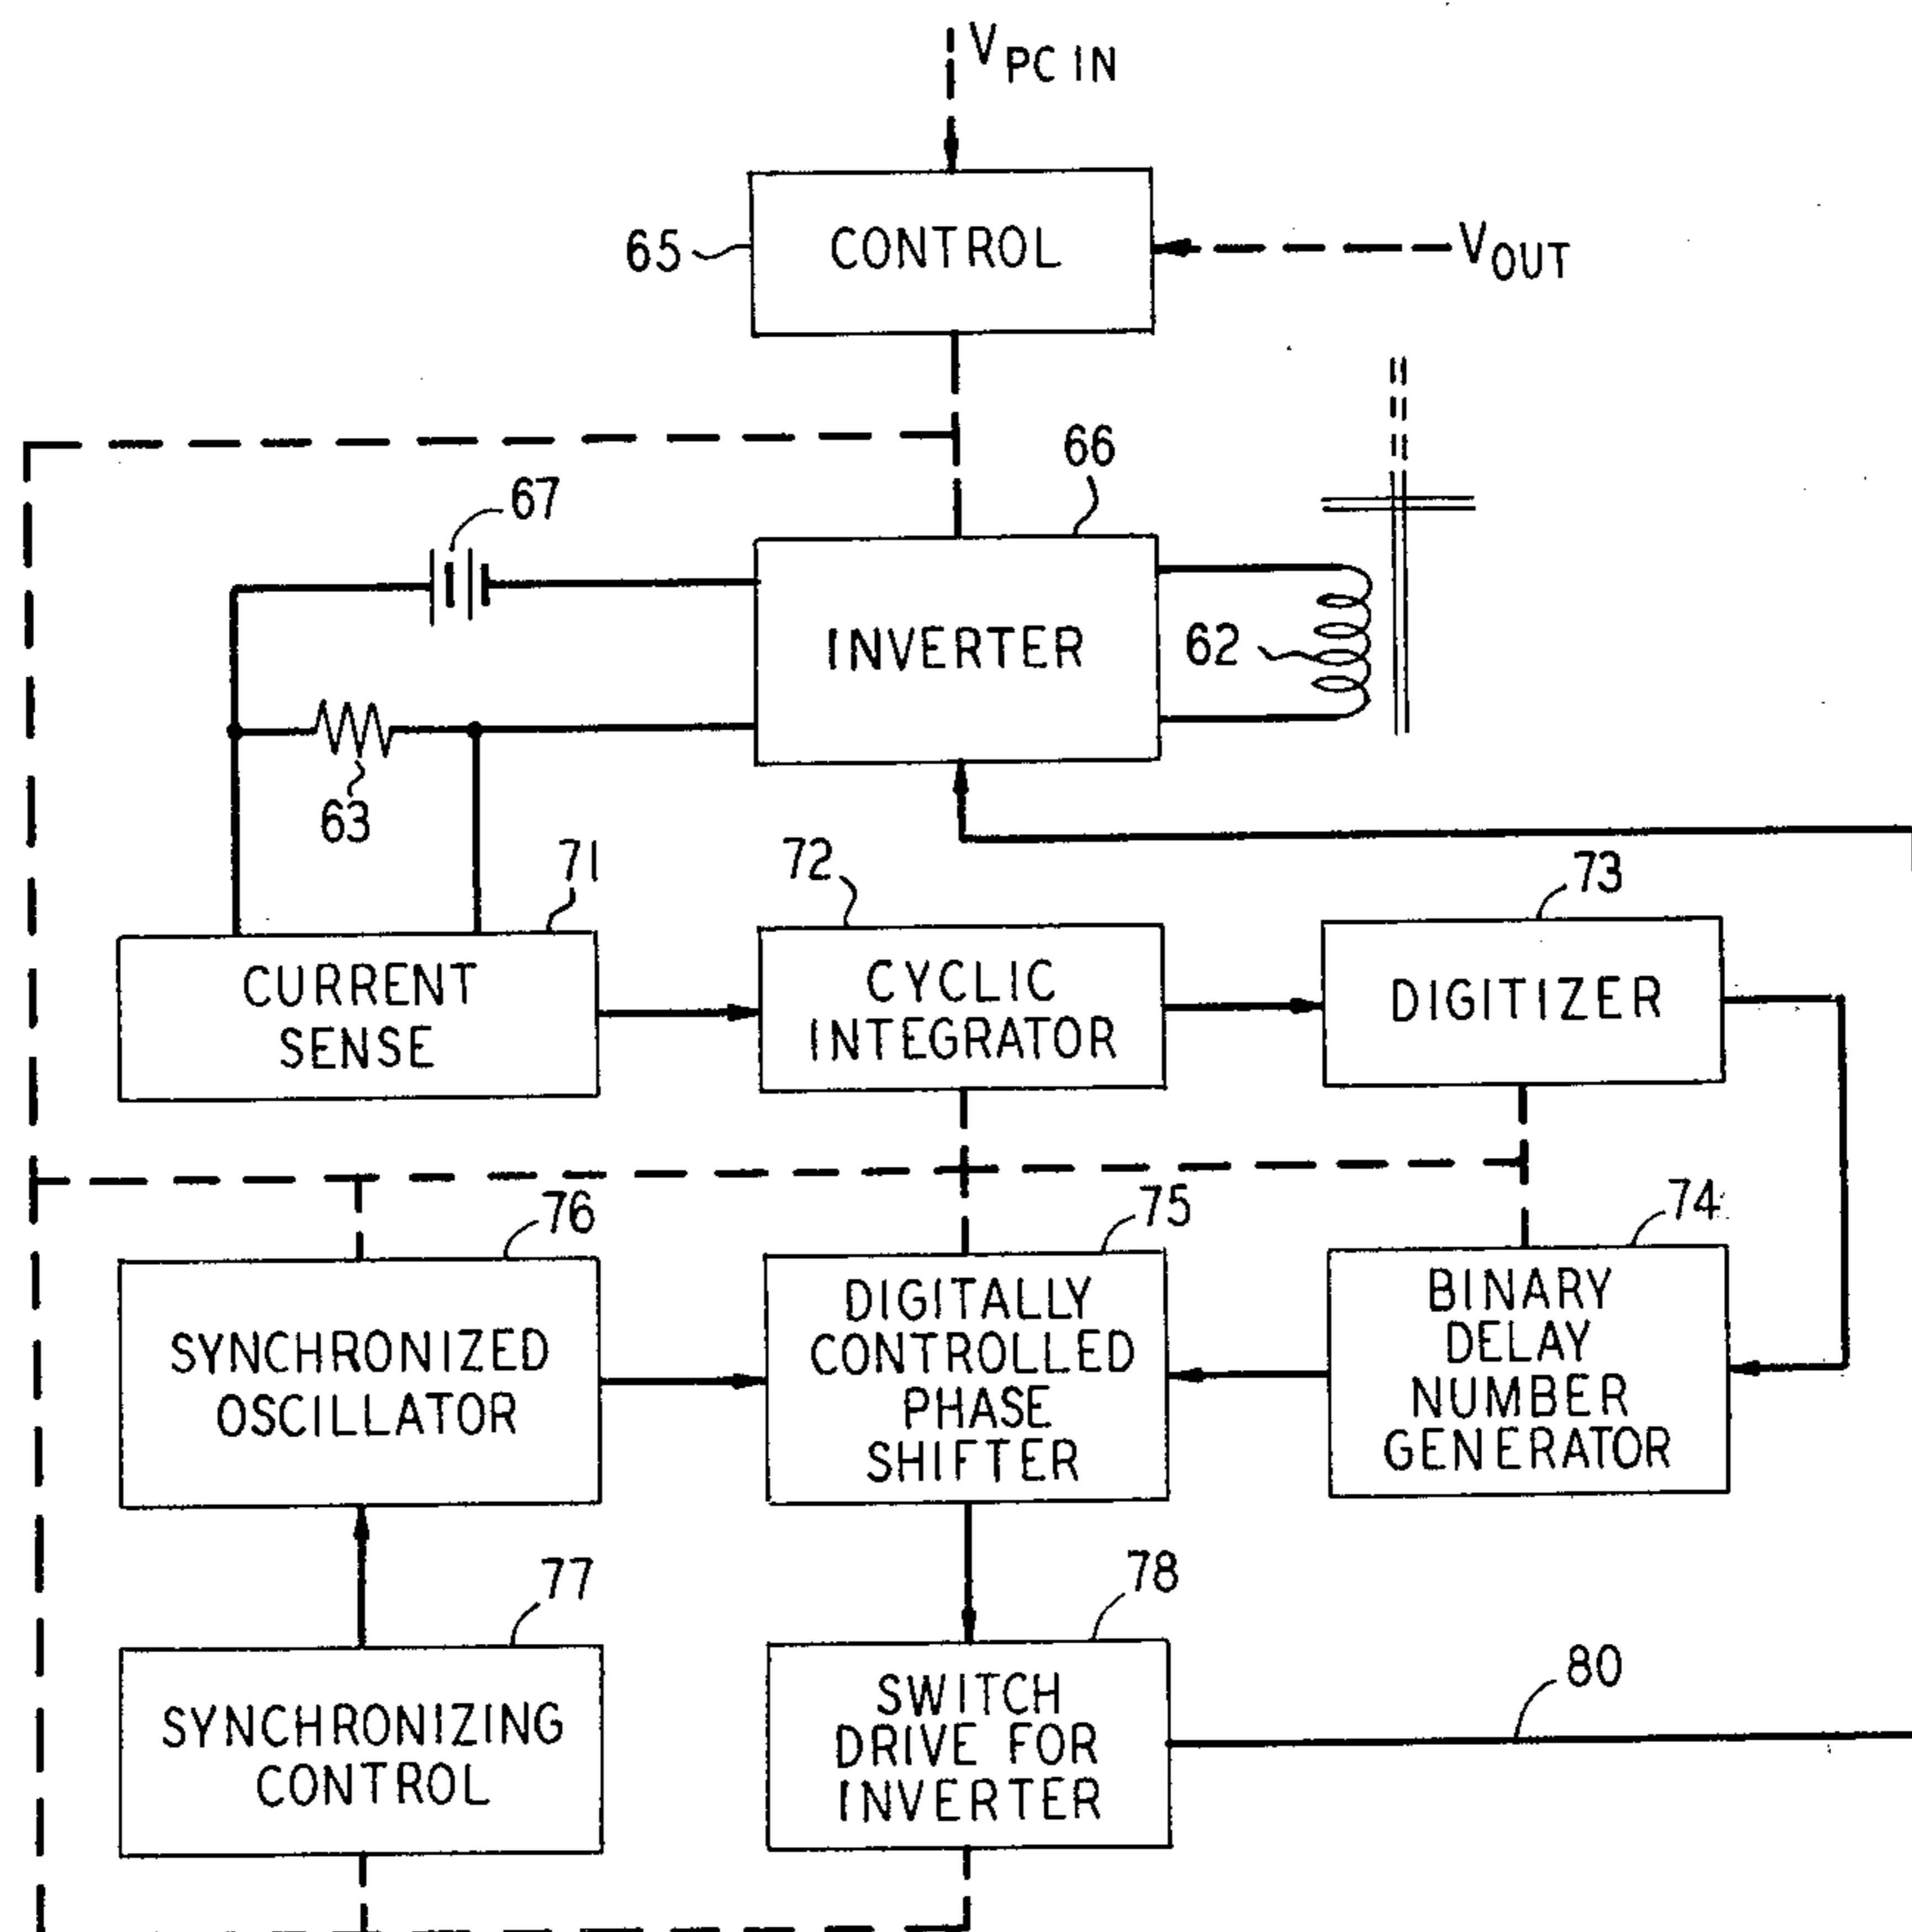 VPC IN
65
CONTROL
VOUT
66
67
INVERTER
62
63
71
72
73
CURRENT
SENSE
CYCLIC
INTEGRATOR
DIGITIZER
76
75
74
SYNCHRONIZED
OSCILLATOR
DIGITALLY
CONTROLLED
PHASE
SHIFTER
BINARY
DELAY
NUMBER
GENERATOR
77
78
80
SYNCHRONIZING
CONTROL
SWITCH
DRIVE FOR
INVERTER